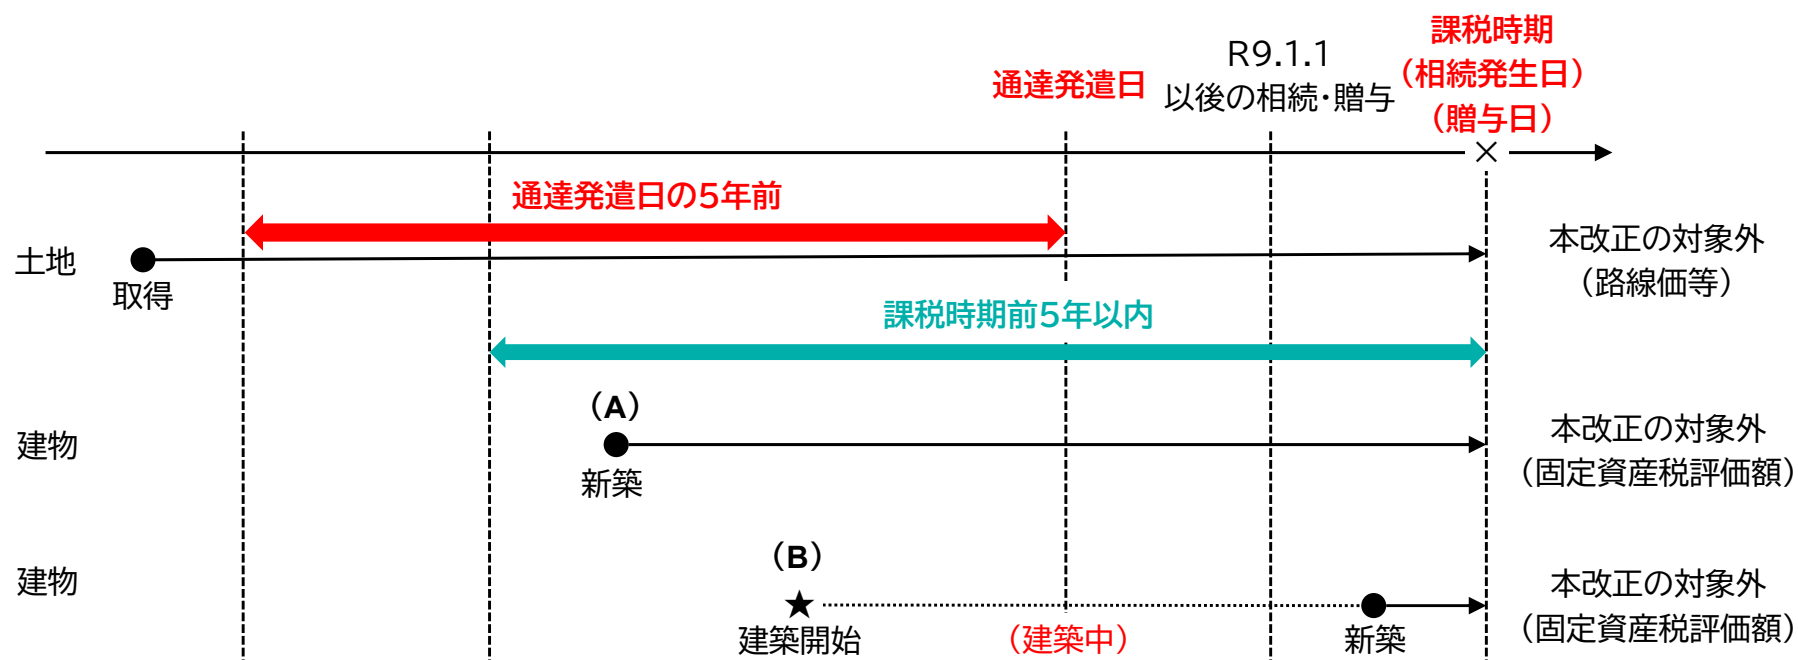 課税時期
（相続発生日）
（贈与日）
R9.1.1
以後の相続・贈与
通達発遣日
通達発遣日の5年前
土地
取得
本改正の対象外
（路線価等）
課税時期前5年以内
（A）
建物
新築
本改正の対象外
（固定資産税評価額）
（B）
建物
建築開始
（建築中）
新築
本改正の対象外
（固定資産税評価額）